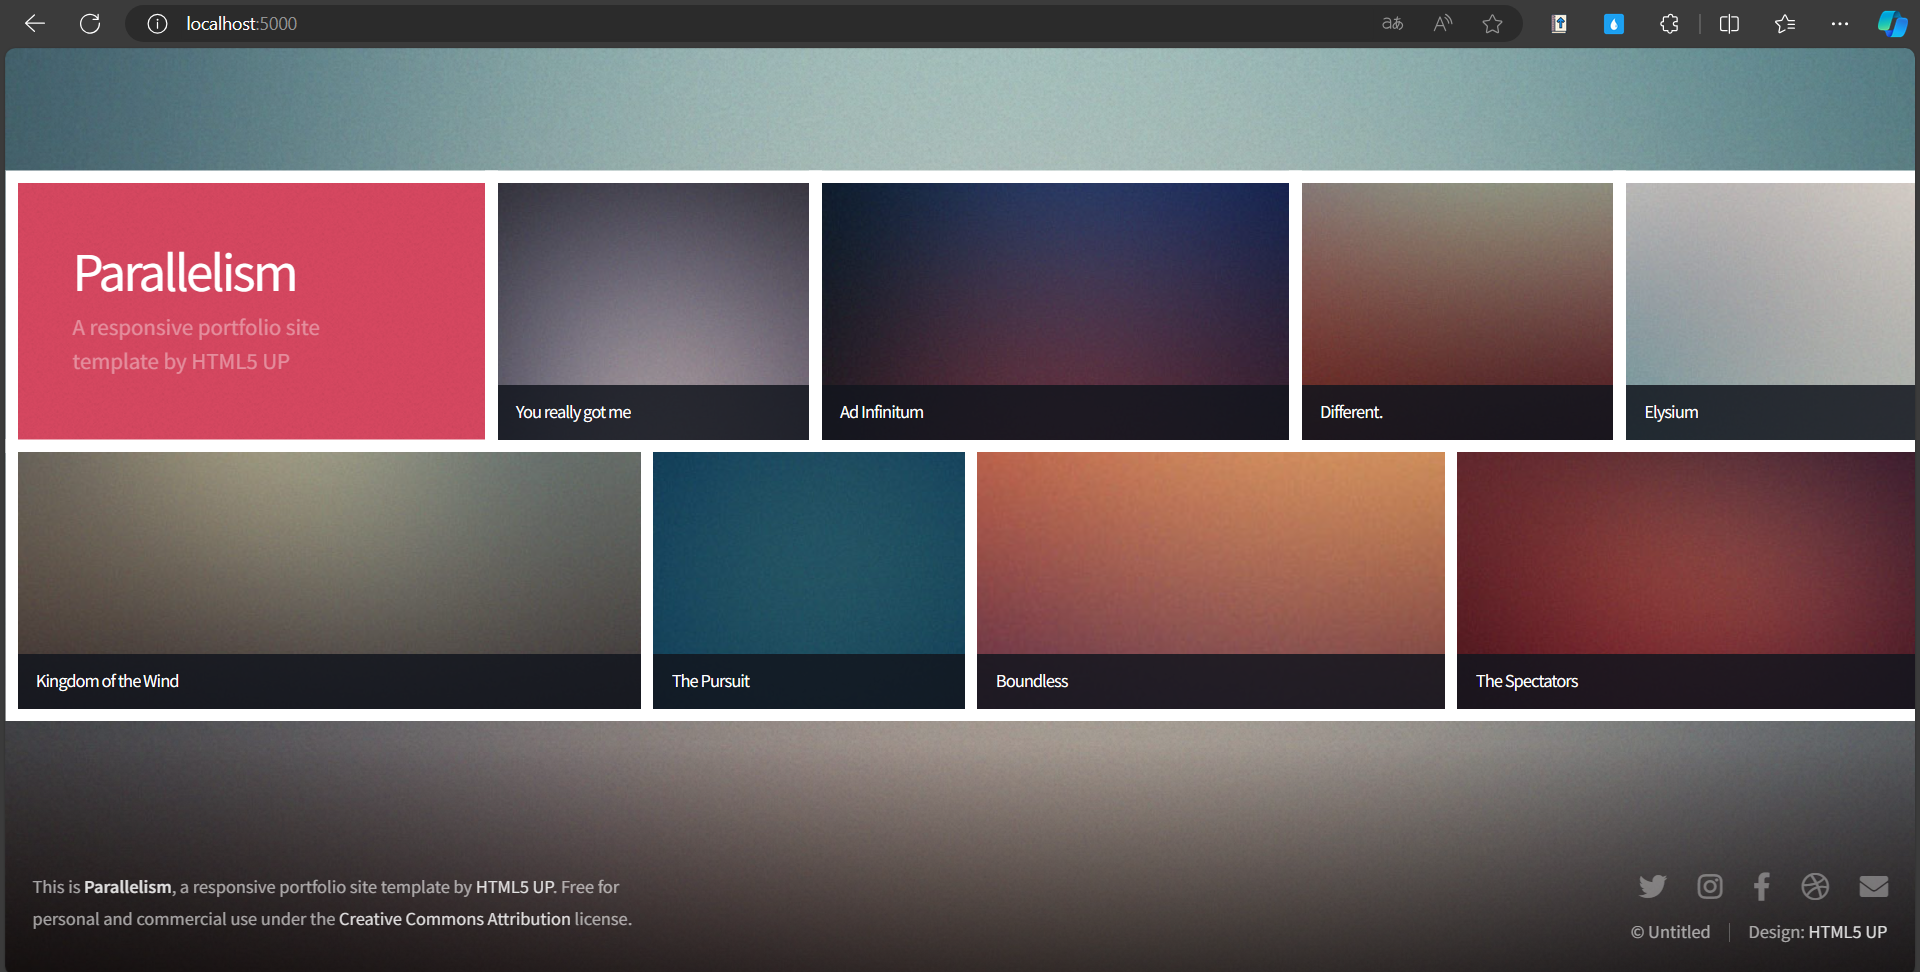 localhost:5000
Parallelism
A responsive portfolio site
template by HTML5 UP
You really got me
Ad Infinitum
Different.
Elysium
Kingdom of the Wind
The Pursuit
Boundless
The Spectators
This is Parallelism, a responsive portfolio site template by HTML5 UP. Free for
personal and commercial use under the Creative Commons Attribution license.
© Untitled
Design: HTML5 UP